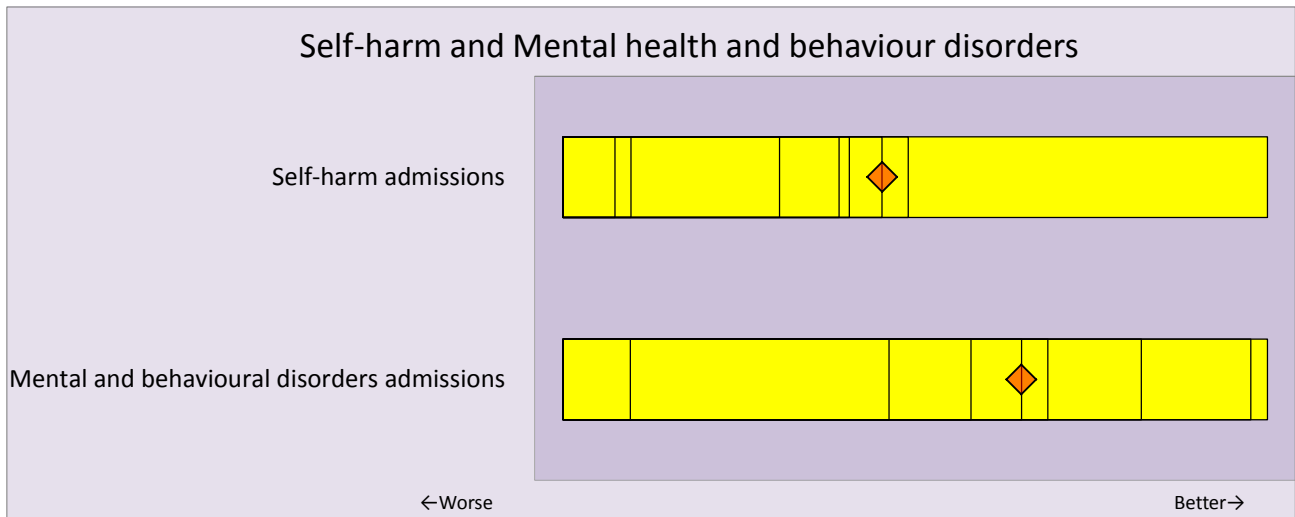 Self-harm and Mental health and behaviour disorders
Self-harm admissions
Mental and behavioural disorders admissions
←Worse
Better→